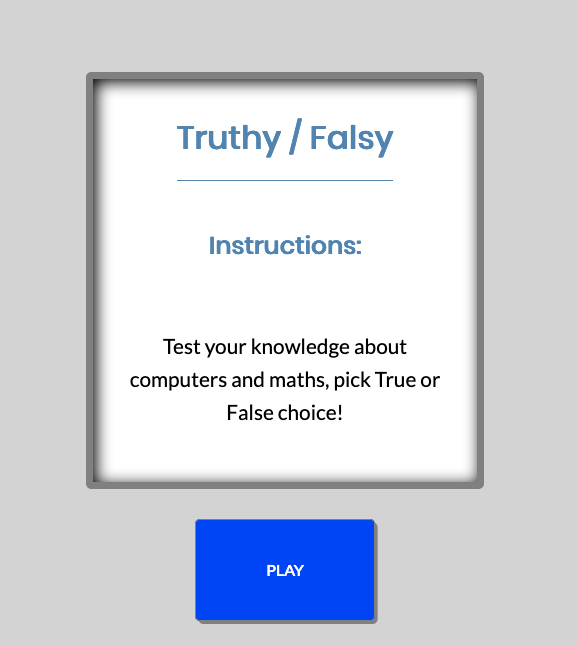 Truthy / Falsy
Instructions:
Test your knowledge about
computers and maths, pick True or
False choice!
PLAY